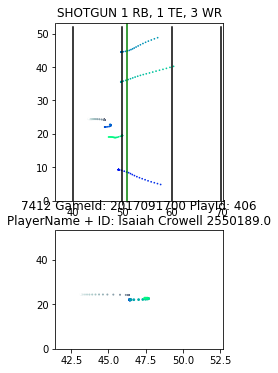 SHOTGUN 1 RB, 1 TE, 3 WR
50
40
30
20
10
0
40 50 60 70
7412 GameId: 2017091700 PlayId: 406
PlayerName + ID: Isaiah Crowell 2550189.0
40
20
0
42.5 45.0 47.5 50.0 52.5